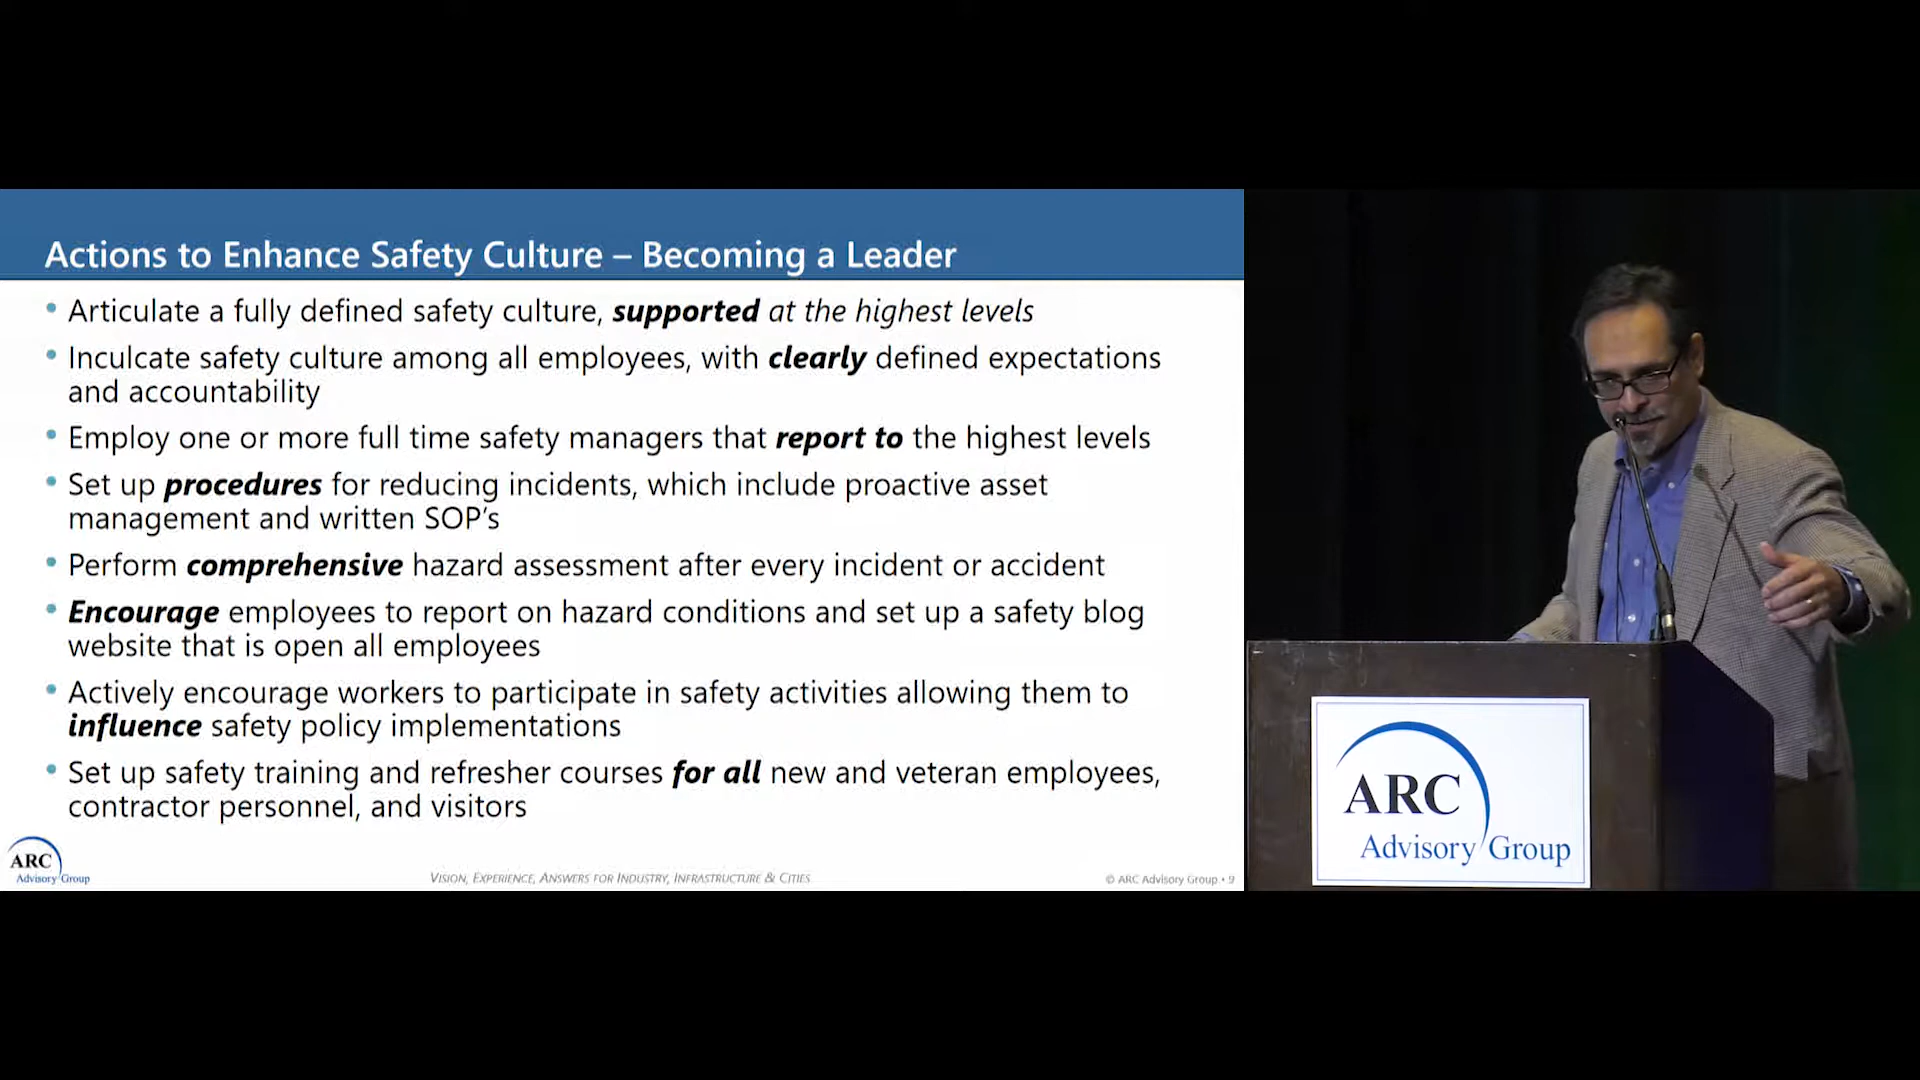 Actions to Enhance Safety Culture – Becoming a Leader
• Articulate a fully defined safety culture, supported at the highest levels
• Inculcate safety culture among all employees, with clearly defined expectations
and accountability
• Employ one or more full time safety managers that report to the highest levels
• Set up procedures for reducing incidents, which include proactive asset
management and written SOP's
• Perform comprehensive hazard assessment after every incident or accident
• Encourage employees to report on hazard conditions and set up a safety blog
website that is open all employees
• Actively encourage workers to participate in safety activities allowing them to
influence safety policy implementations
• Set up safety training and refresher courses for all new and veteran employees,
contractor personnel, and visitors
ARC
Advisory Group
VISION, EXPERIENCE, ANSWERS FOR INDUSTRY, INFRASTRUCTURE & CITIES
© ARC Advisory Group • 9
ARC
Advisory Group